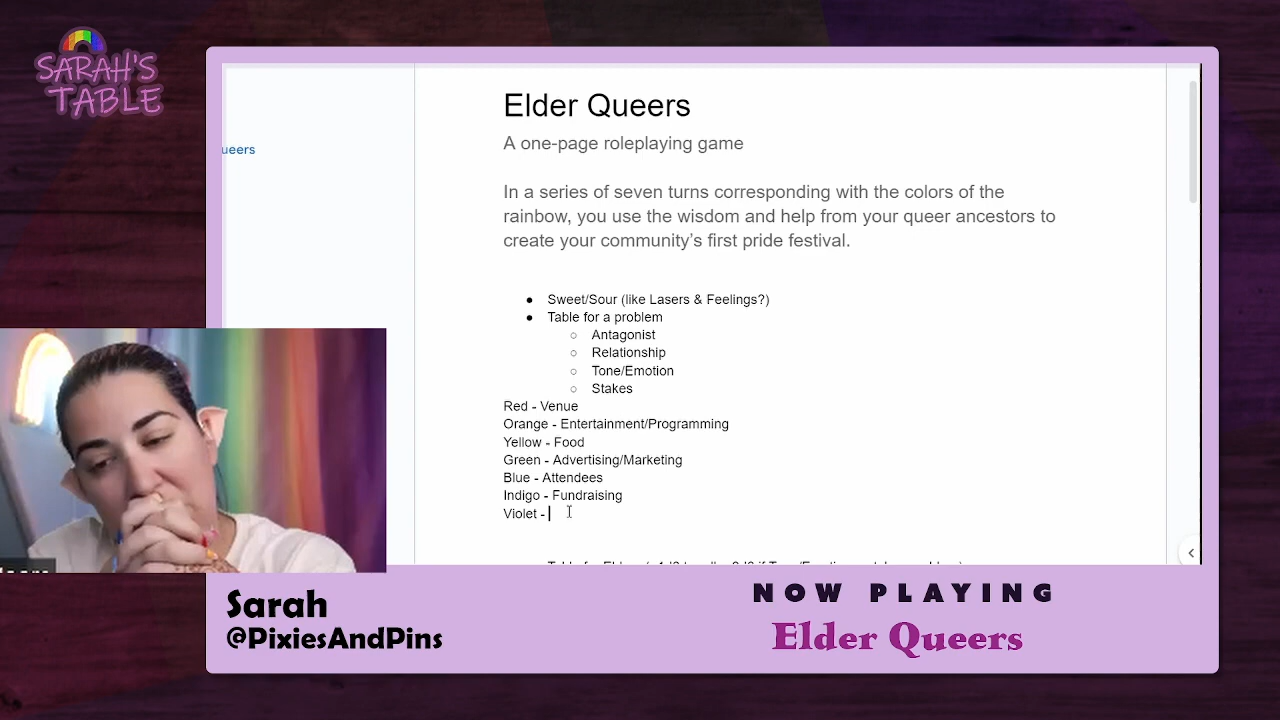 SARAH'S
TABLE
ueers
Elder Queers
A one-page roleplaying game
In a series of seven turns corresponding with the colors of the
rainbow, you use the wisdom and help from your queer ancestors to
create your community's first pride festival.
● Sweet/Sour (like Lasers & Feelings?)
● Table for a problem
○ Antagonist
○ Relationship
○ Tone/Emotion
○ Stakes
Red - Venue
Orange - Entertainment/Programming
Yellow - Food
Green - Advertising/Marketing
Blue - Attendees
Indigo - Fundraising
Violet -
Sarah
@PixiesAndPins
NOW PLAYING
Elder Queers